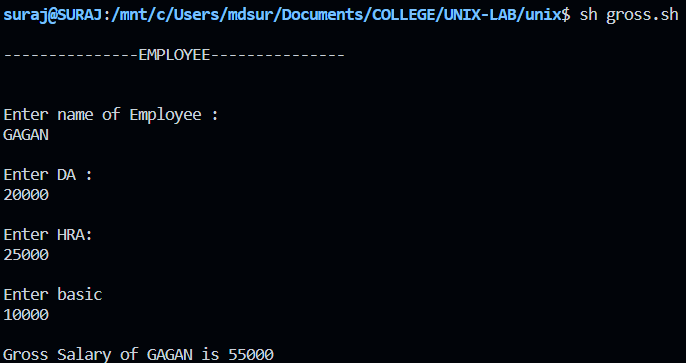 suraj@SURAJ:/mnt/c/Users/mdsur/Documents/COLLEGE/UNIX-LAB/unix$ sh gross.sh
---------------EMPLOYEE---------------
Enter name of Employee :
GAGAN
Enter DA :
20000
Enter HRA:
25000
Enter basic
10000
Gross Salary of GAGAN is 55000